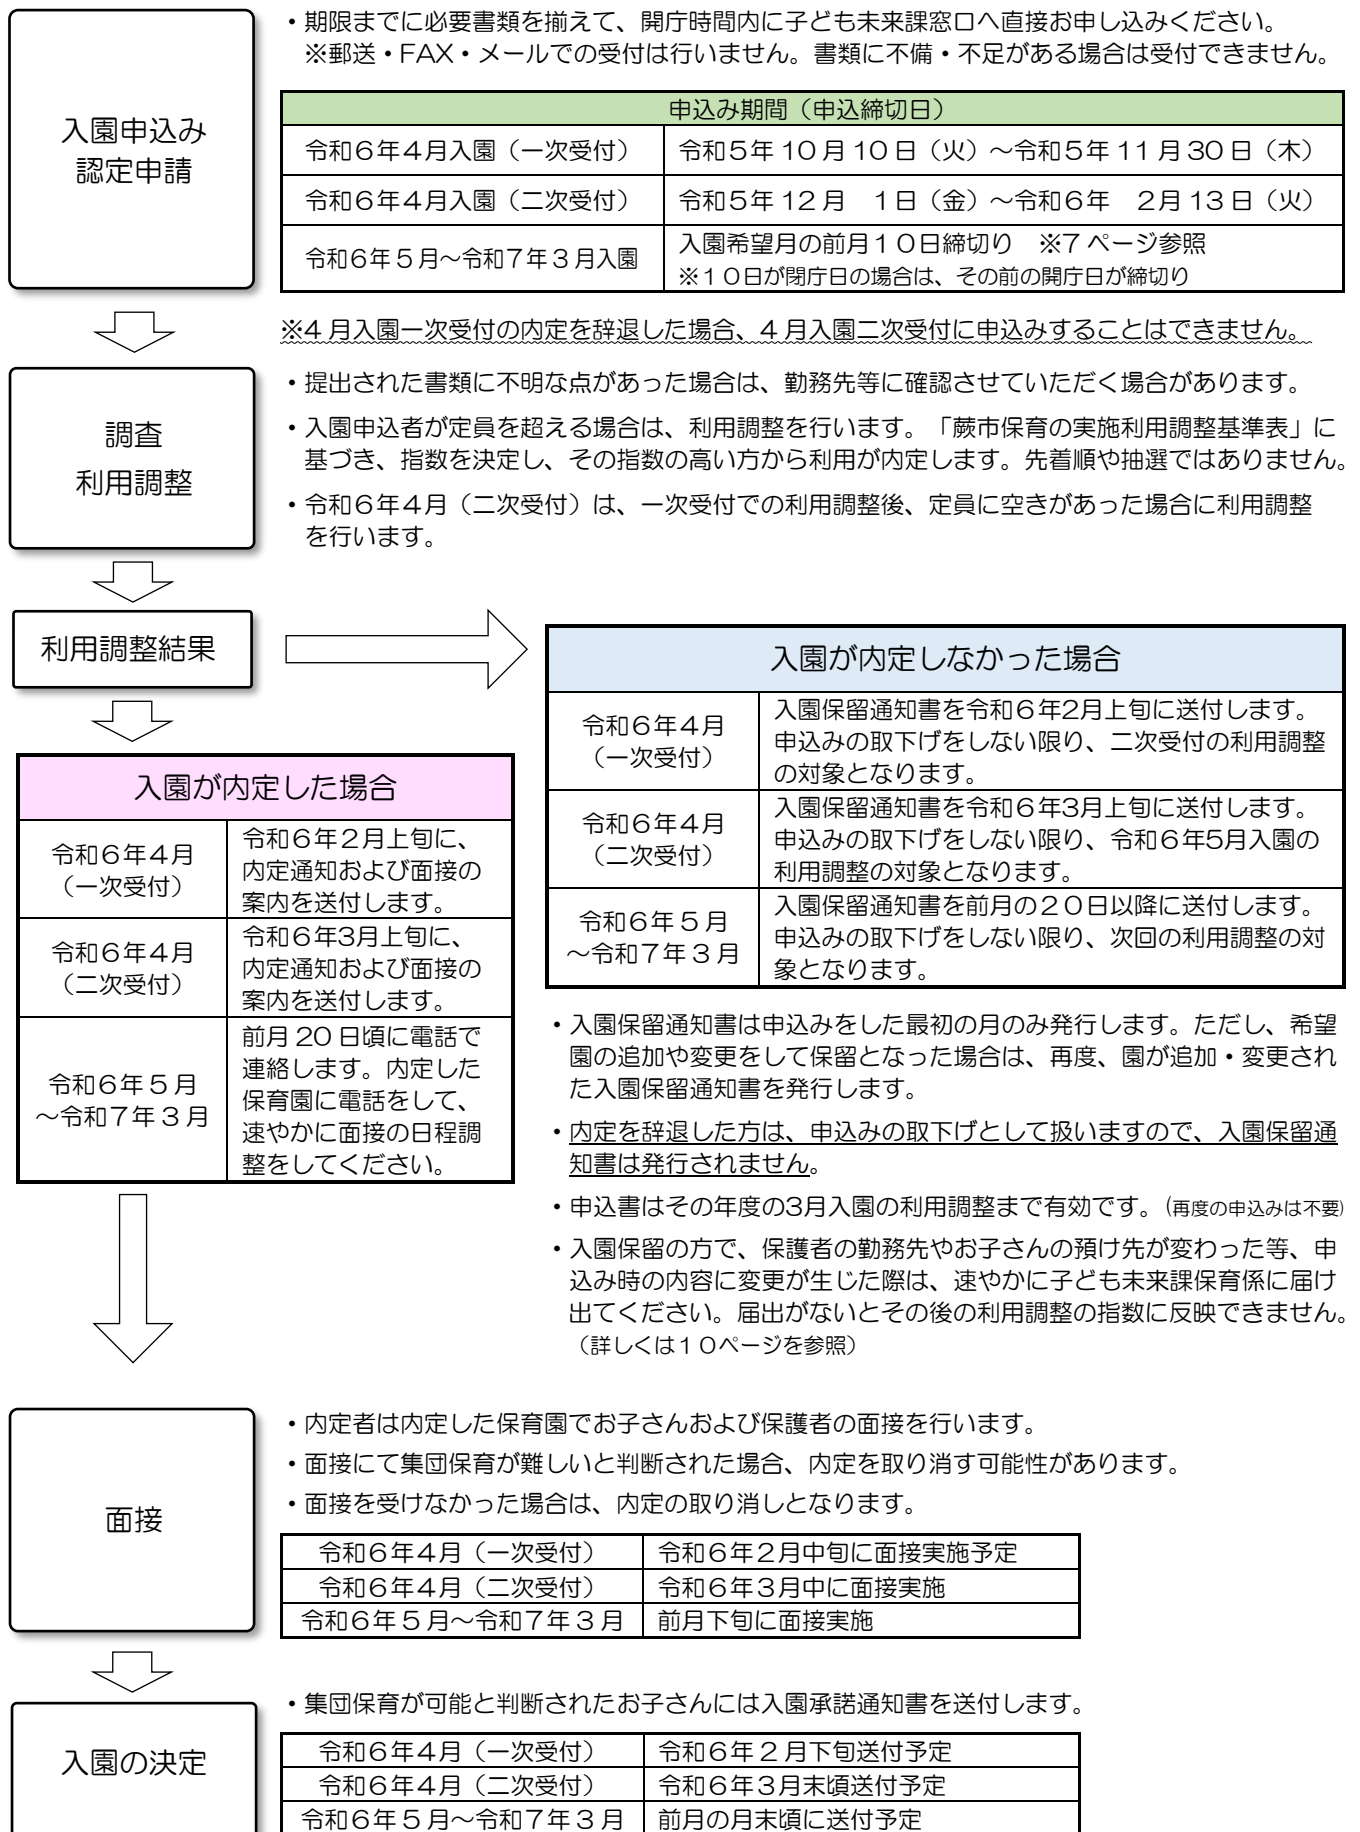 入園申込み
認定申請
・期限までに必要書類を揃えて、開庁時間内に子ども未来課窓口へ直接お申し込みください。
※郵送・FAX・メールでの受付は行いません。書類に不備・不足がある場合は受付できません。
申込み期間（申込締切日）
令和６年４月入園（一次受付） 令和５年 10 月 10 日（火）～令和５年 11 月 30 日（木）
令和６年４月入園（二次受付） 令和５年 12 月　１日（金）～令和６年　２月 13 日（火）
令和６年５月～令和７年３月入園
入園希望月の前月１０日締切り　※７ページ参照
※１０日が閉庁日の場合は、その前の開庁日が締切り
※４月入園一次受付の内定を辞退した場合、４月入園二次受付に申込みすることはできません。
調査
利用調整
・提出された書類に不明な点があった場合は、勤務先等に確認させていただく場合があります。
・入園申込者が定員を超える場合は、利用調整を行います。「蕨市保育の実施利用調整基準表」に
基づき、指数を決定し、その指数の高い方から利用が内定します。先着順や抽選ではありません。
・令和６年４月（二次受付）は、一次受付での利用調整後、定員に空きがあった場合に利用調整
を行います。
利用調整結果
入園が内定した場合
令和６年４月
（一次受付）
令和６年２月上旬に、
内定通知および面接の
案内を送付します。
令和６年４月
（二次受付）
令和６年3月上旬に、
内定通知および面接の
案内を送付します。
令和６年５月
～令和７年３月
前月 20 日頃に電話で
連絡します。内定した
保育園に電話をして、
速やかに面接の日程調
整をしてください。
入園が内定しなかった場合
令和６年４月
（一次受付）
入園保留通知書を令和６年2月上旬に送付します。
申込みの取下げをしない限り、二次受付の利用調整
の対象となります。
令和６年４月
（二次受付）
入園保留通知書を令和６年3月上旬に送付します。
申込みの取下げをしない限り、令和６年5月入園の
利用調整の対象となります。
令和６年５月
～令和７年３月
入園保留通知書を前月の２０日以降に送付します。
申込みの取下げをしない限り、次回の利用調整の対
象となります。
・入園保留通知書は申込みをした最初の月のみ発行します。ただし、希望
園の追加や変更をして保留となった場合は、再度、園が追加・変更され
た入園保留通知書を発行します。
・内定を辞退した方は、申込みの取下げとして扱いますので、入園保留通
知書は発行されません。
・申込書はその年度の3月入園の利用調整まで有効です。（再度の申込みは不要）
・入園保留の方で、保護者の勤務先やお子さんの預け先が変わった等、申
込み時の内容に変更が生じた際は、速やかに子ども未来課保育係に届け
出てください。届出がないとその後の利用調整の指数に反映できません。
（詳しくは１０ページを参照）
面接
・内定者は内定した保育園でお子さんおよび保護者の面接を行います。
・面接にて集団保育が難しいと判断された場合、内定を取り消す可能性があります。
・面接を受けなかった場合は、内定の取り消しとなります。
令和６年４月（一次受付） 令和６年２月中旬に面接実施予定
令和６年４月（二次受付） 令和６年３月中に面接実施
令和６年５月～令和７年３月 前月下旬に面接実施
入園の決定
・集団保育が可能と判断されたお子さんには入園承諾通知書を送付します。
令和６年４月（一次受付） 令和６年２月下旬送付予定
令和６年４月（二次受付） 令和６年３月末頃送付予定
令和６年５月～令和７年３月 前月の月末頃に送付予定